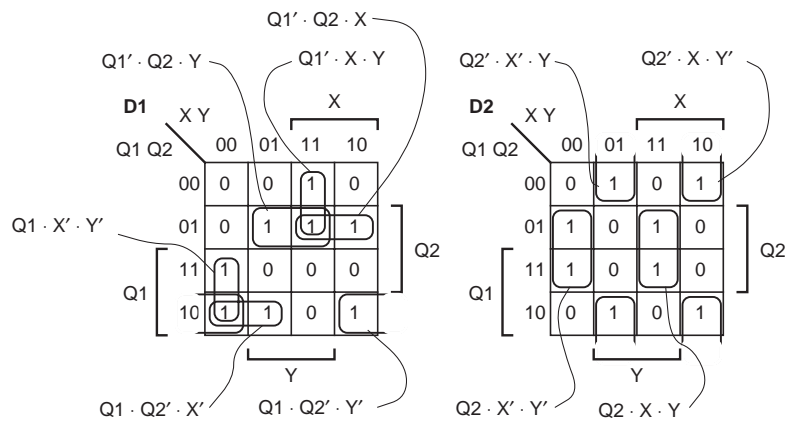 Q1′ · Q2 · X
Q1′ · Q2 · Y
Q1′ · X · Y
D1
X Y
X
Q1 Q2
00 01 11 10
00 0 0 1 0
01 0 1 1 1
11 1 0 0 0
10 1 1 0 1
Q1 · X′ · Y′
Q1
Q2
Y
Q1 · Q2′ · X′
Q1 · Q2′ · Y′
Q2′ · X′ · Y
Q2′ · X · Y′
D2
X Y
X
Q1 Q2
00 01 11 10
00 0 1 0 1
01 1 0 1 0
11 1 0 1 0
10 0 1 0 1
Q1
Q2
Y
Q2 · X′ · Y′
Q2 · X · Y